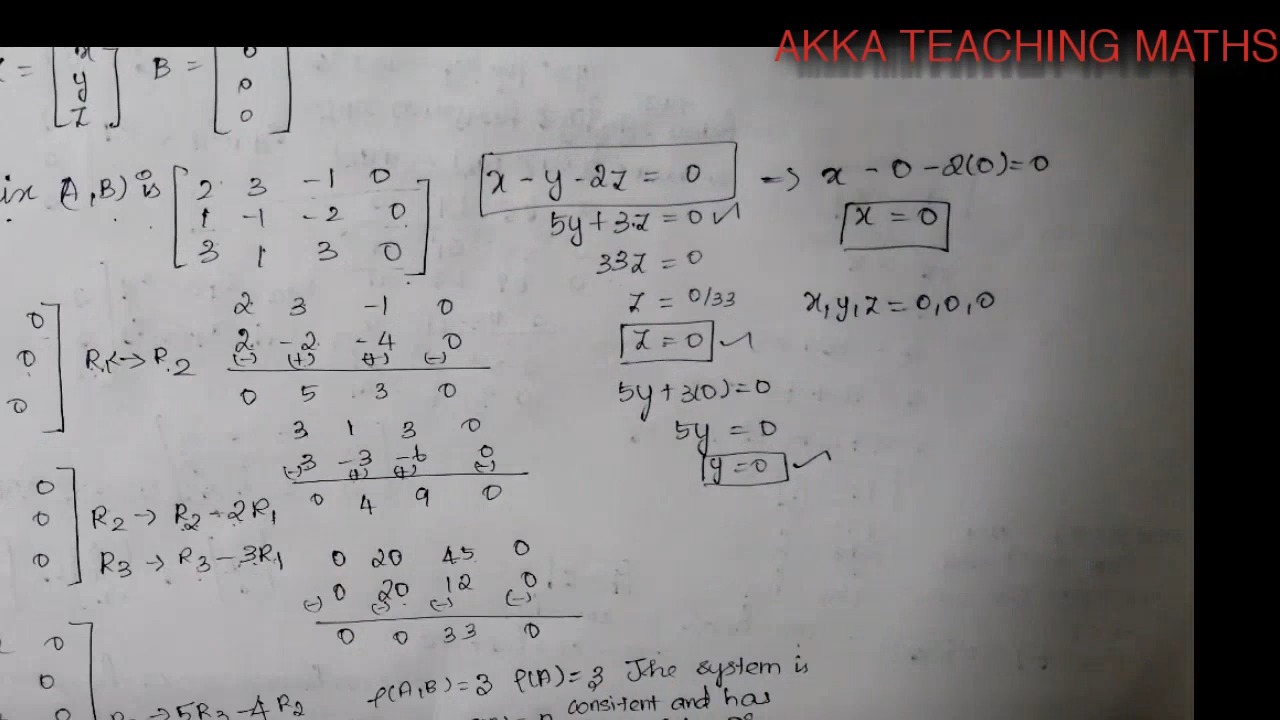 AKKA TEACHING MATHS
x = [x y z] B = [0 0 0]
(A,B) is [2 3 -1 0
1 -1 -2 0
3 1 3 0]
x - y - 2z = 0 => x - 0 - 2(0) = 0
5y + 3z = 0 ✓
x = 0
33z = 0
z = 0/33
x, y, z = 0, 0, 0
z = 0 ✓
5y + 3(0) = 0
5y = 0
y = 0 ✓
0
0
0
R1 <-> R2
2 3 -1 0
2 -2 -4 0
(-) (+) (+) (-)
0 5 3 0
3 1 3 0
3 -3 -6 0
(-) (+) (+) (-)
0 4 9 0
0
0
0
R2 -> R2 - 2R1
R3 -> R3 - 3R1
0 20 45 0
0 20 12 0
(-) (-) (-) (-)
0 0 33 0
0
0
ρ(A,B) = 3 ρ(A) = 3 The system is
-> 5R3 - 4R2
consitent and has